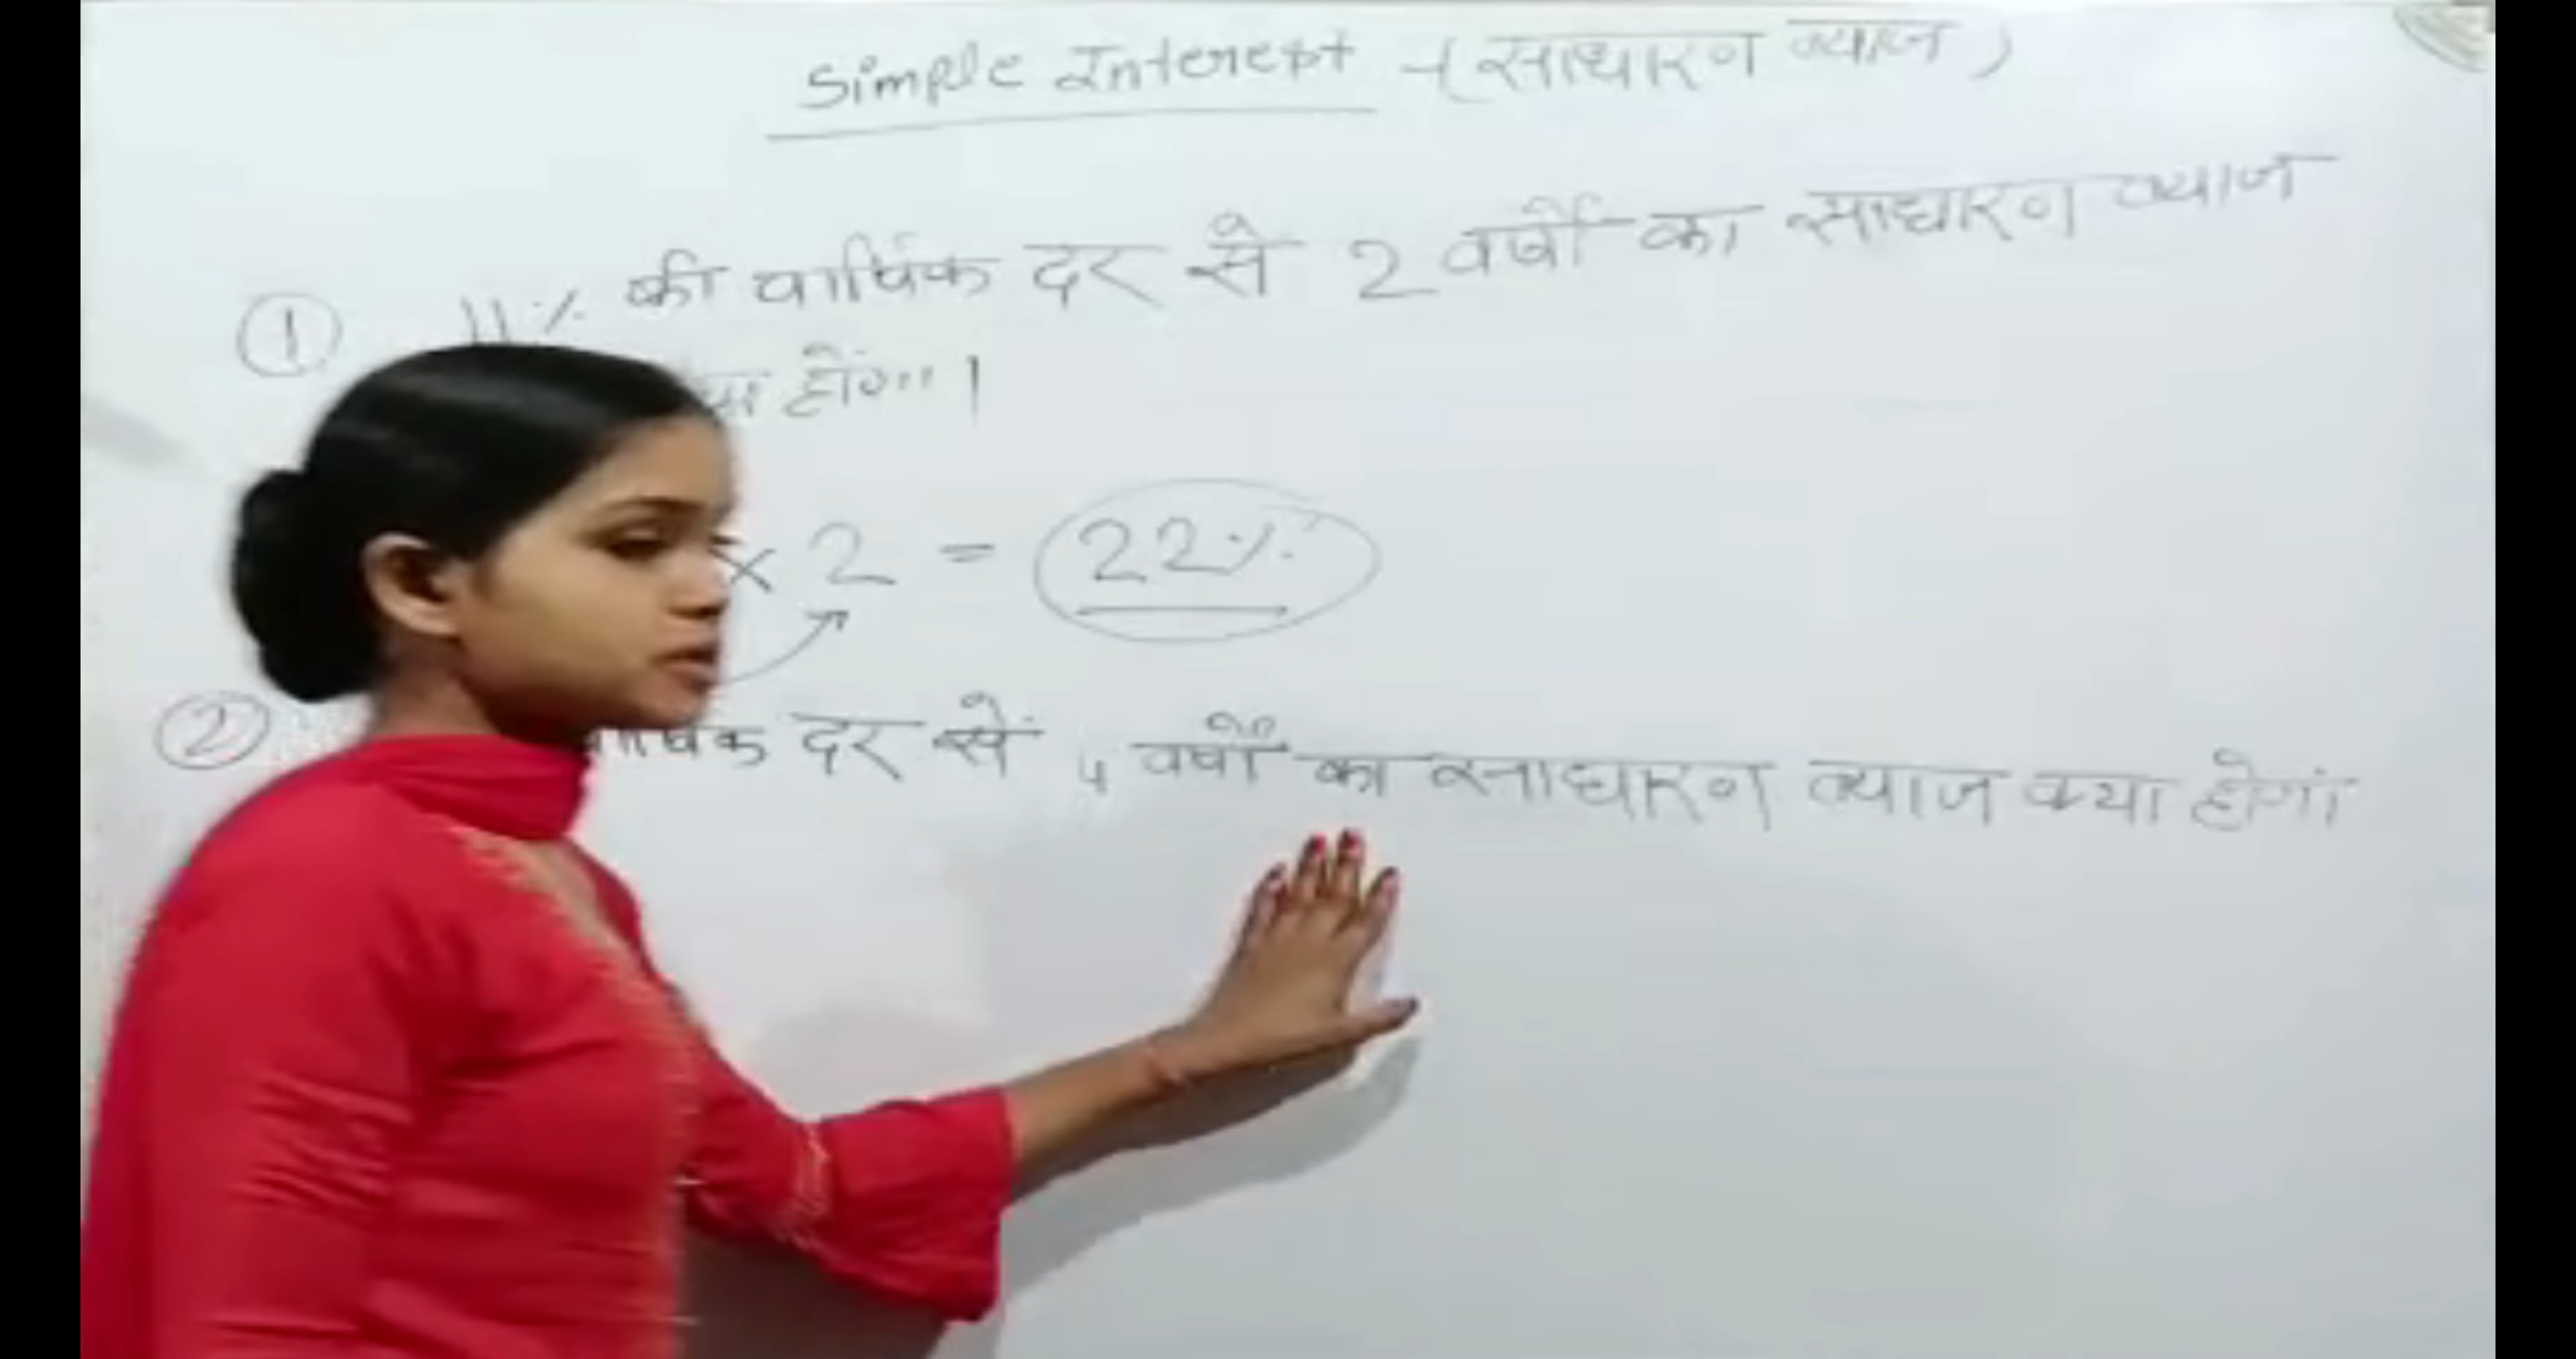 Simple Interest - (साधारण ब्याज)
① 11% की वार्षिक दर से 2 वर्षो का साधारण ब्याज
होगा।
× 2 = 22%
② दर से 4 वर्षों का साधारण ब्याज क्या होगां